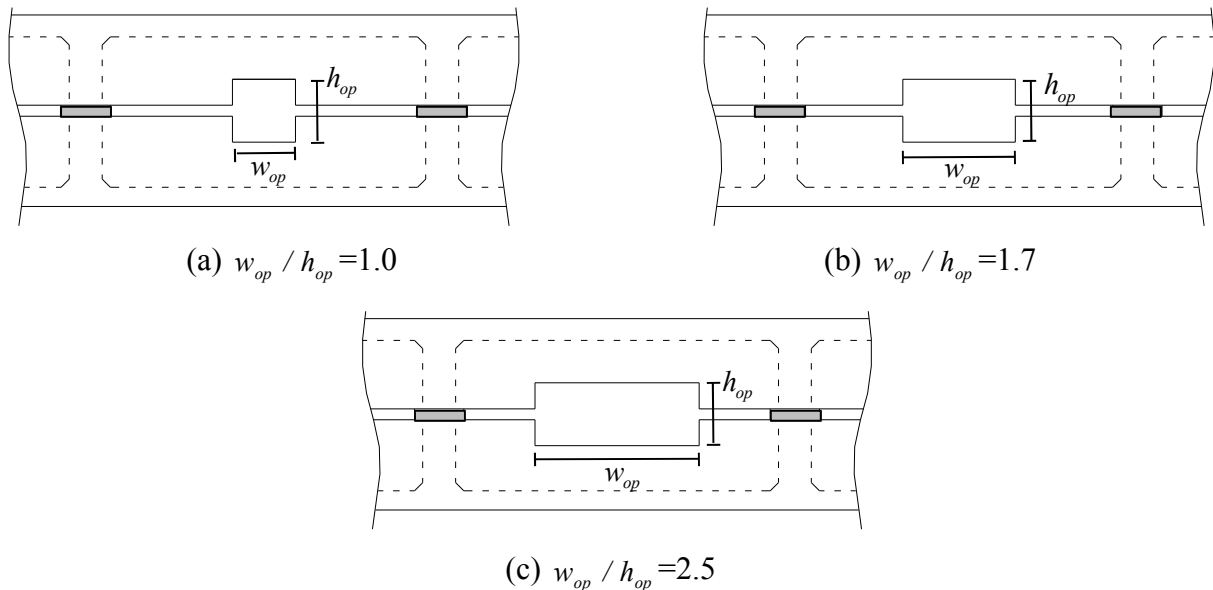 h_op
w_op
(a) w_op / h_op =1.0
h_op
w_op
(b) w_op / h_op =1.7
h_op
w_op
(c) w_op / h_op =2.5